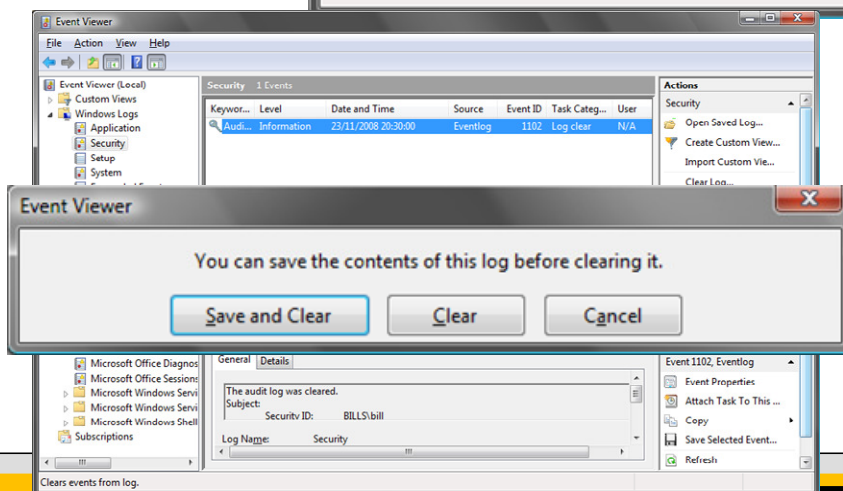 Event Viewer
File Action View Help
Event Viewer (Local)
Custom Views
Windows Logs
Application
Security
Setup
System
Security 1 Events
Keywor... Level Date and Time Source Event ID Task Categ... User
Audi... Information 23/11/2008 20:30:00 Eventlog 1102 Log clear N/A
Actions
Security
Open Saved Log...
Create Custom View...
Import Custom Vie...
Clear Log...
Event Viewer
You can save the contents of this log before clearing it.
Save and Clear Clear Cancel
Microsoft Office Diagnos
Microsoft Office Sessions
Microsoft Windows Servi
Microsoft Windows Servi
Microsoft Windows Shell
Subscriptions
General Details
The audit log was cleared.
Subject:
Security ID: BILLS\bill
Log Name: Security
Event 1102, Eventlog
Event Properties
Attach Task To This ...
Copy
Save Selected Event...
Refresh
Clears events from log.